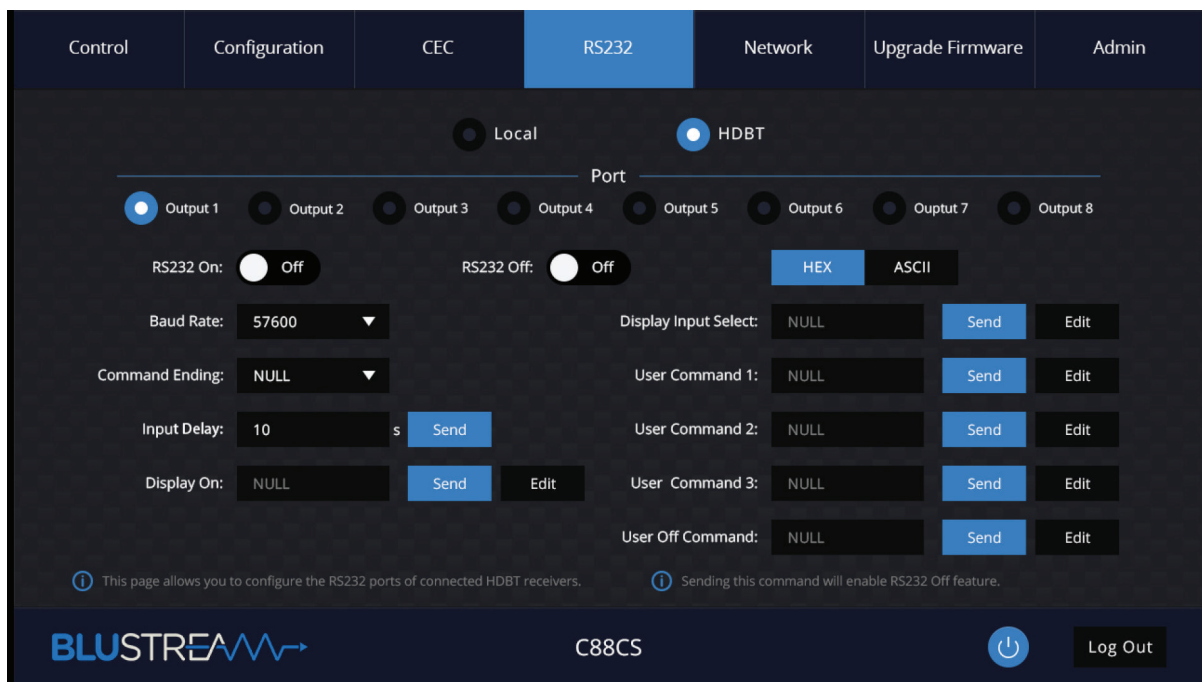 Control Configuration CEC RS232 Network Upgrade Firmware Admin
Local HDBT
Port
Output 1 Output 2 Output 3 Output 4 Output 5 Output 6 Ouptut 7 Output 8
RS232 On: Off RS232 Off: Off HEX ASCII
Baud Rate: 57600 Display Input Select: NULL Send Edit
Command Ending: NULL User Command 1: NULL Send Edit
Input Delay: 10 s Send User Command 2: NULL Send Edit
Display On: NULL Send Edit User Command 3: NULL Send Edit
User Off Command: NULL Send Edit
This page allows you to configure the RS232 ports of connected HDBT receivers. Sending this command will enable RS232 Off feature.
BLUSTREAM C88CS Log Out